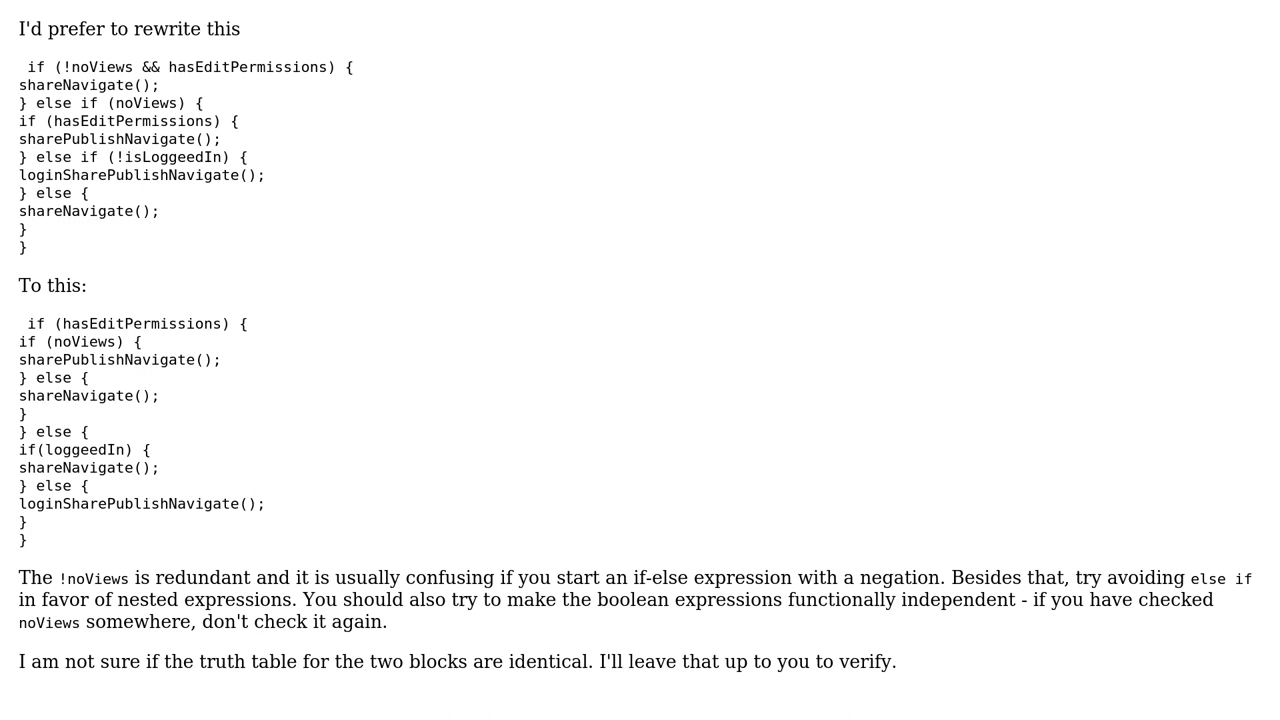 I'd prefer to rewrite this
if (!noViews && hasEditPermissions) {
shareNavigate();
} else if (noViews) {
if (hasEditPermissions) {
sharePublishNavigate();
} else if (!isLoggeedIn) {
loginSharePublishNavigate();
} else {
shareNavigate();
}
}
To this:
if (hasEditPermissions) {
if (noViews) {
sharePublishNavigate();
} else {
shareNavigate();
}
} else {
if(loggeedIn) {
shareNavigate();
} else {
loginSharePublishNavigate();
}
}
The !noViews is redundant and it is usually confusing if you start an if-else expression with a negation. Besides that, try avoiding else if
in favor of nested expressions. You should also try to make the boolean expressions functionally independent - if you have checked
noViews somewhere, don't check it again.
I am not sure if the truth table for the two blocks are identical. I'll leave that up to you to verify.